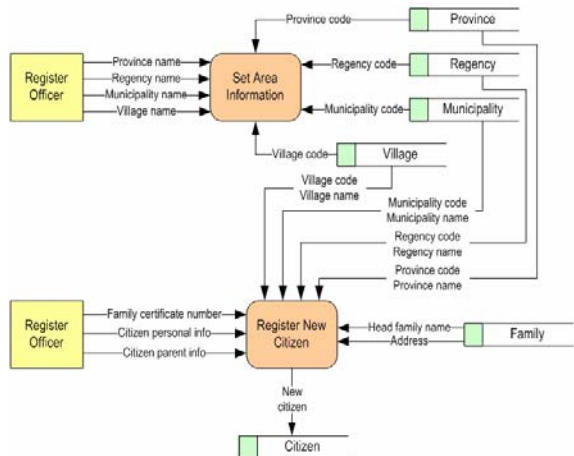 Province code
Province
Register
Officer
Province name
Regency name
Municipality name
Village name
Set Area
Information
Regency code
Regency
Municipality code
Municipality
Village code
Village
Village code
Village name
Municipality code
Municipality name
Regency code
Regency name
Province code
Province name
Register
Officer
Family certificate number
Citizen personal info
Citizen parent info
Register New
Citizen
Head family name
Address
Family
New
citizen
Citizen